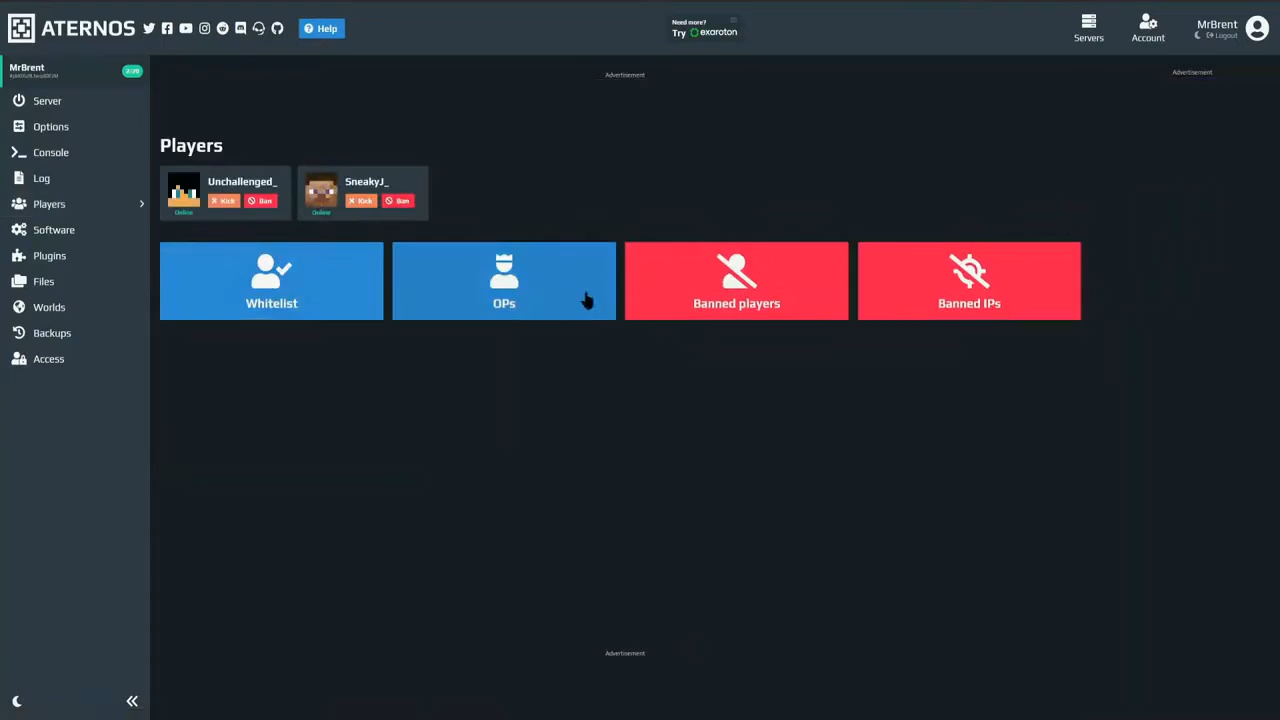 ATERNOS
Help
Need more?
Try exaroton
Servers
Account
MrBrent
Logout
MrBrent
2/20
Server
Options
Console
Log
Players
Software
Plugins
Files
Worlds
Backups
Access
Advertisement
Advertisement
Players
Unchallenged_
Kick
Ban
Online
SneakyJ_
Kick
Ban
Online
Whitelist
OPs
Banned players
Banned IPs
Advertisement